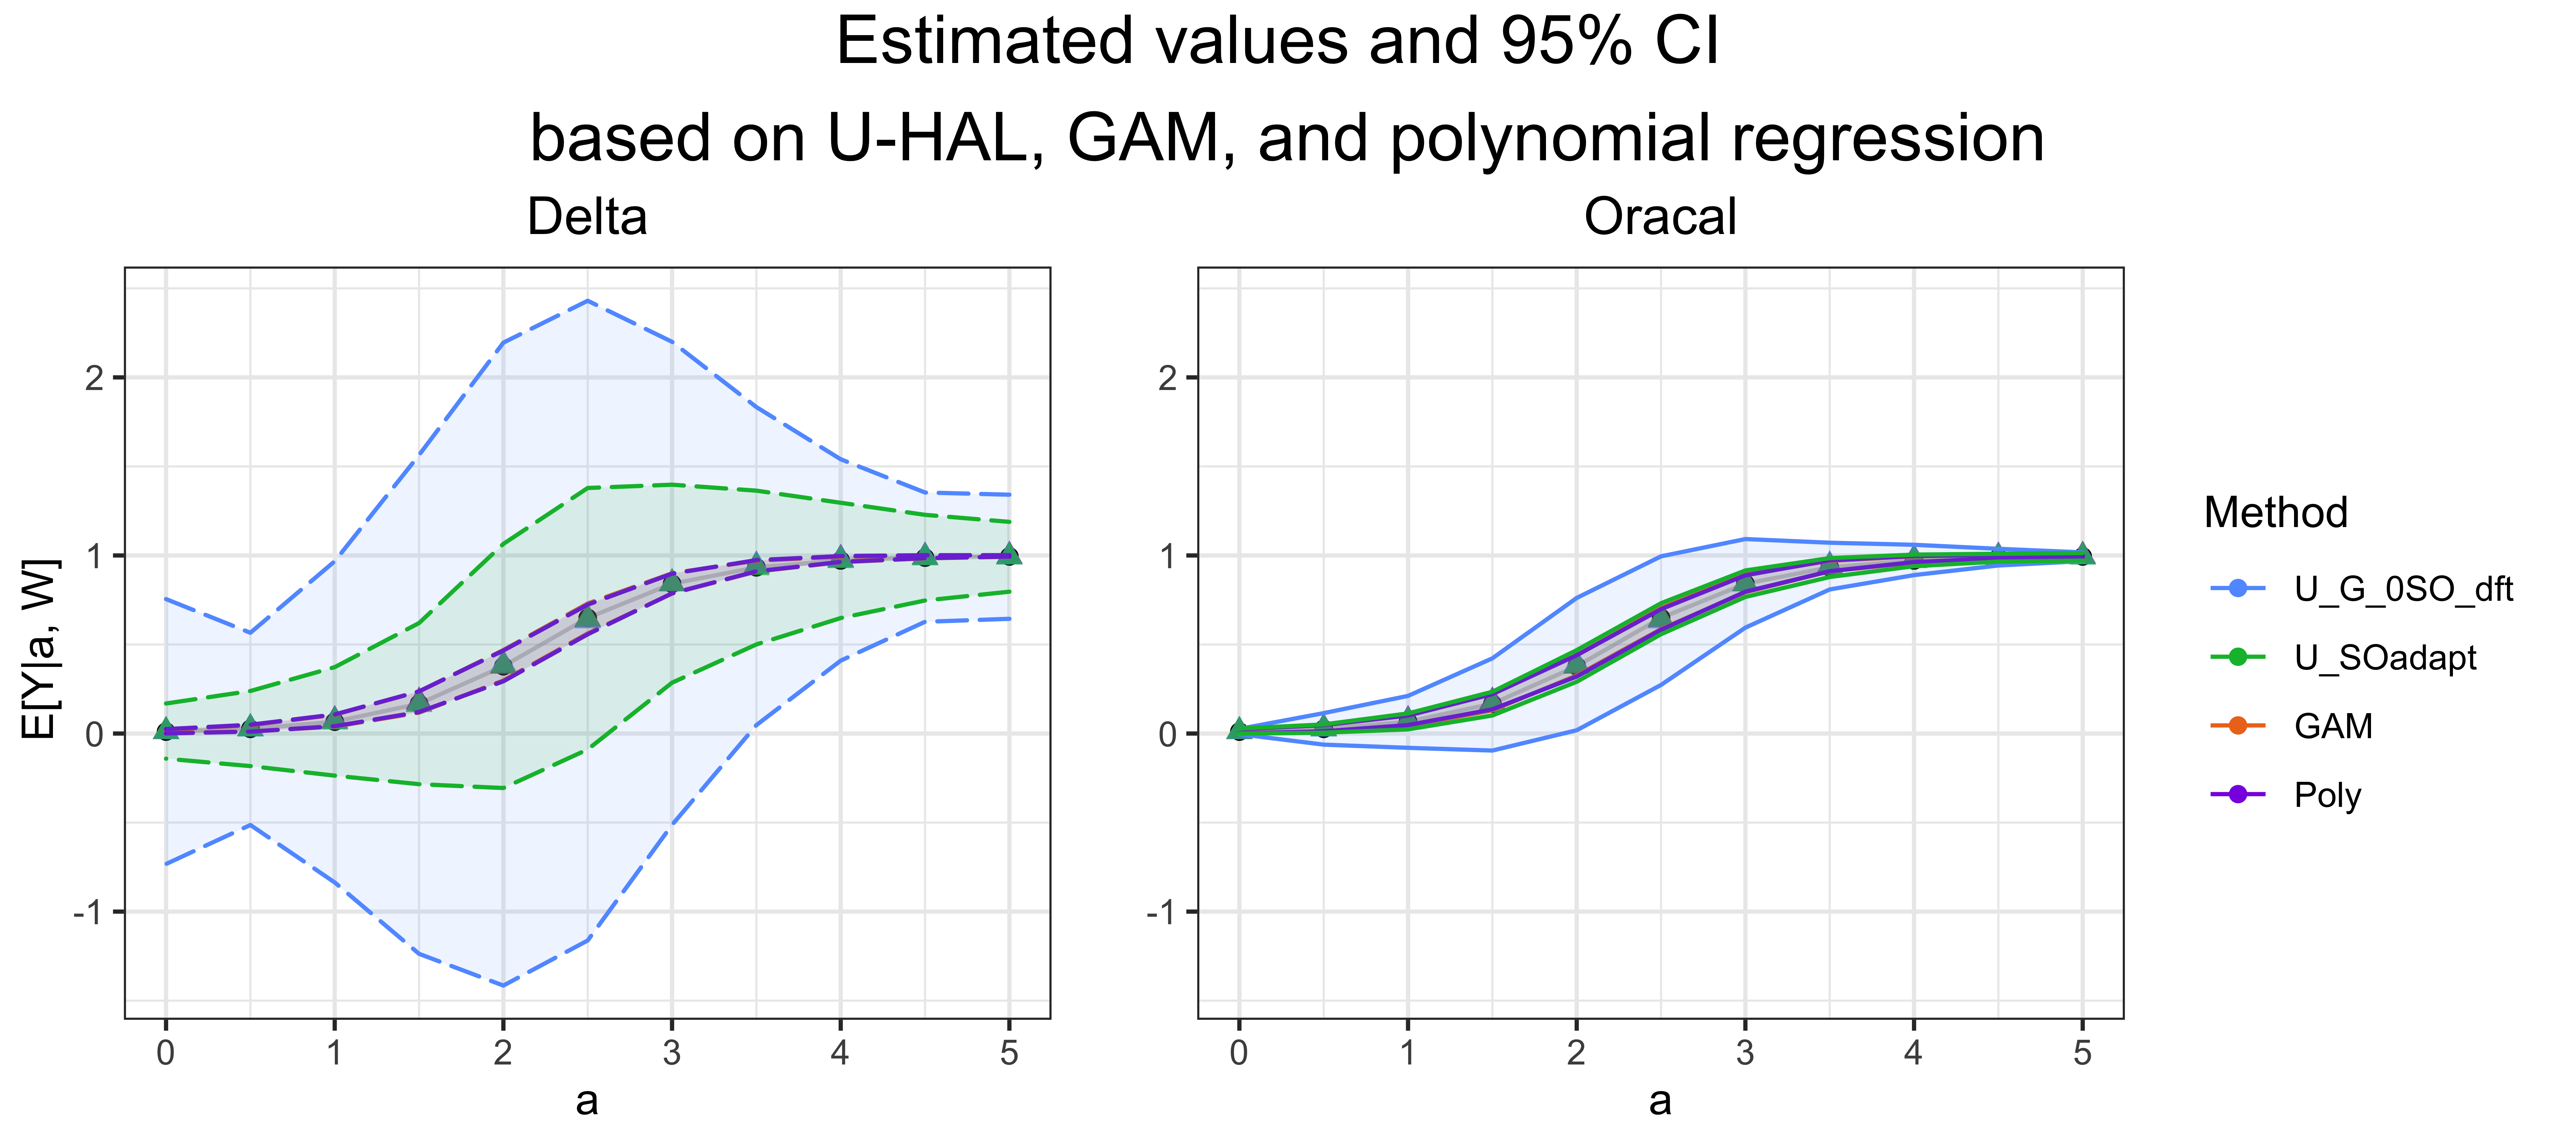 Estimated values and 95% CI
based on U-HAL, GAM, and polynomial regression
Delta
Oracal
E[Y|a, W]
2
1
0
-1
0 1 2 3 4 5
a
2
1
0
-1
0 1 2 3 4 5
a
Method
U_G_0SO_dft
U_SOadapt
GAM
Poly